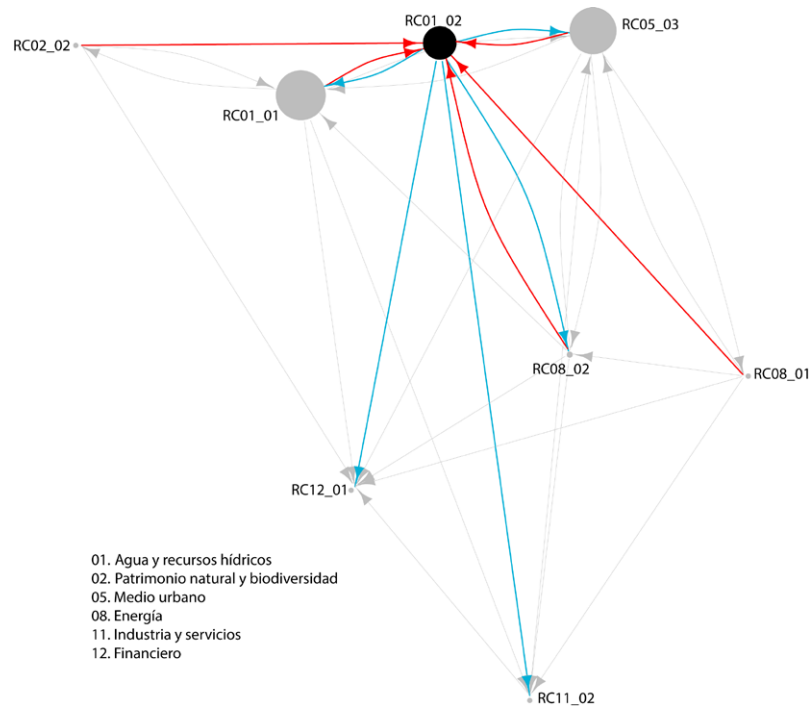 RC01_02
RC05_03
RC02_02
RC01_01
RC08_02
RC08_01
RC12_01
01. Agua y recursos hídricos
02. Patrimonio natural y biodiversidad
05. Medio urbano
08. Energía
11. Industria y servicios
12. Financiero
RC11_02